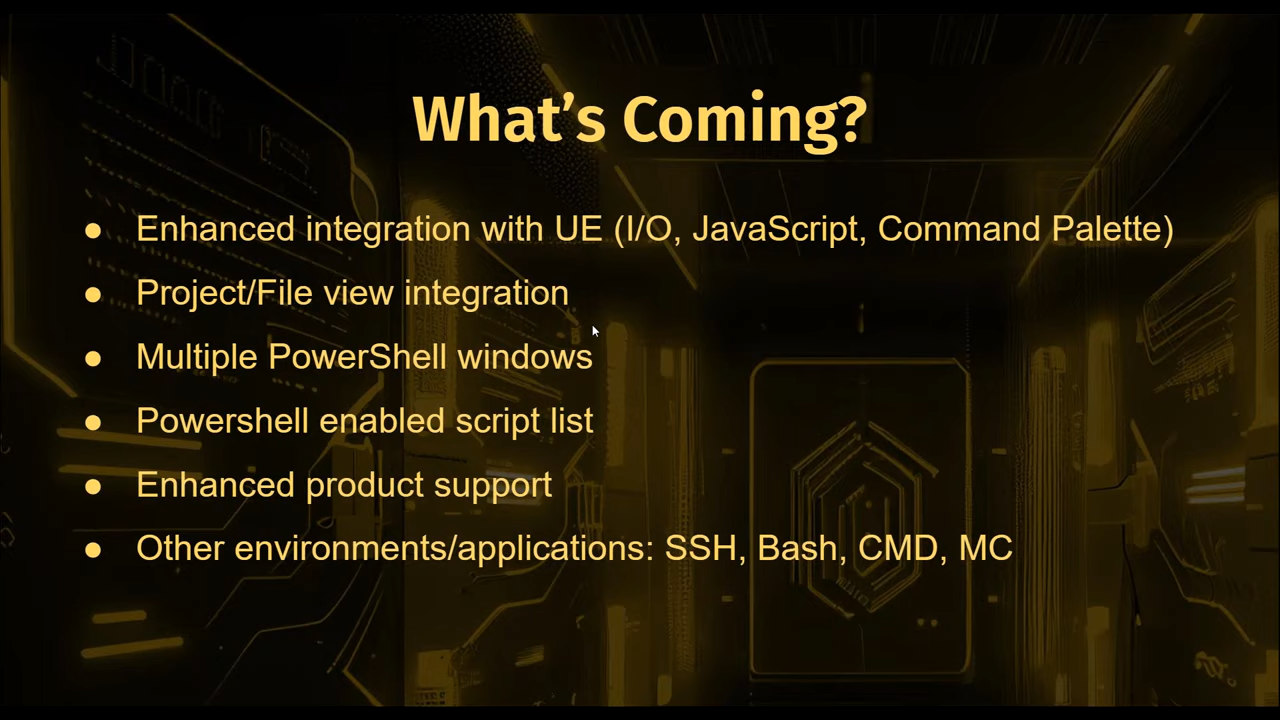 What’s Coming?
● Enhanced integration with UE (I/O, JavaScript, Command Palette)
● Project/File view integration
● Multiple PowerShell windows
● Powershell enabled script list
● Enhanced product support
● Other environments/applications: SSH, Bash, CMD, MC